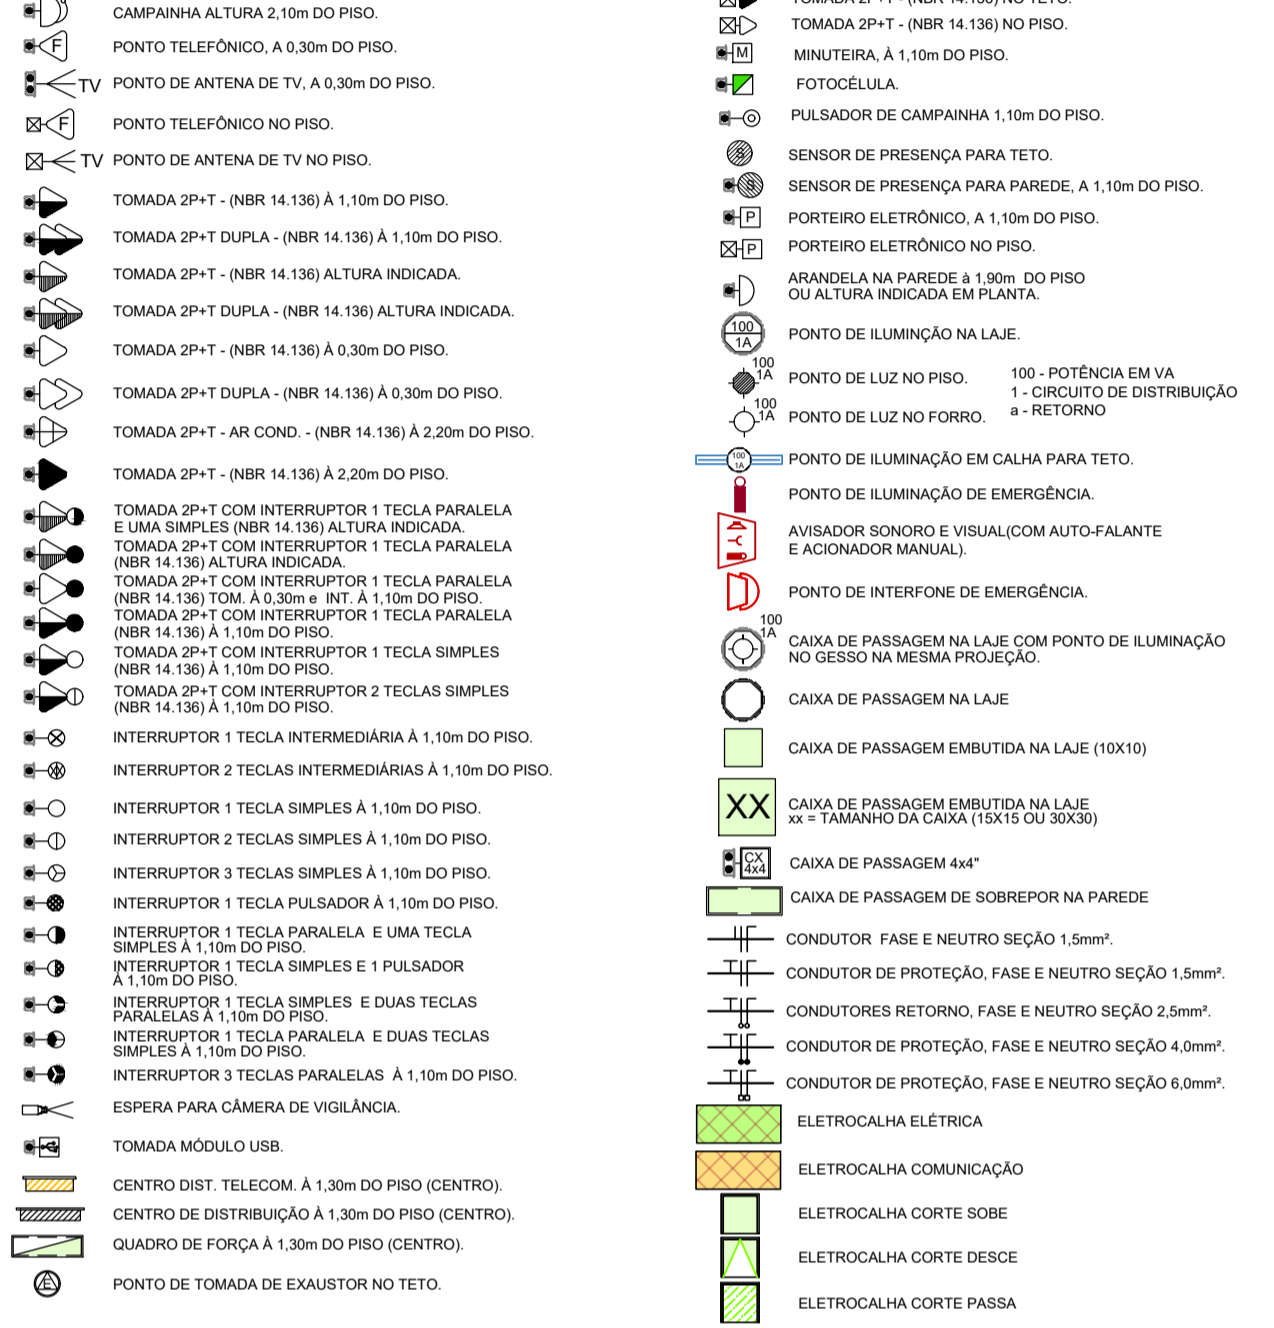 CAMPAINHA ALTURA 2,10m DO PISO.
F PONTO TELEFÔNICO, A 0,30m DO PISO.
TV PONTO DE ANTENA DE TV, A 0,30m DO PISO.
F PONTO TELEFÔNICO NO PISO.
TV PONTO DE ANTENA DE TV NO PISO.
TOMADA 2P+T - (NBR 14.136) À 1,10m DO PISO.
TOMADA 2P+T DUPLA - (NBR 14.136) À 1,10m DO PISO.
TOMADA 2P+T - (NBR 14.136) ALTURA INDICADA.
TOMADA 2P+T DUPLA - (NBR 14.136) ALTURA INDICADA.
TOMADA 2P+T - (NBR 14.136) À 0,30m DO PISO.
TOMADA 2P+T DUPLA - (NBR 14.136) À 0,30m DO PISO.
TOMADA 2P+T - AR COND. - (NBR 14.136) À 2,20m DO PISO.
TOMADA 2P+T - (NBR 14.136) À 2,20m DO PISO.
TOMADA 2P+T COM INTERRUPTOR 1 TECLA PARALELA
E UMA SIMPLES (NBR 14.136) ALTURA INDICADA.
TOMADA 2P+T COM INTERRUPTOR 1 TECLA PARALELA
(NBR 14.136) ALTURA INDICADA.
TOMADA 2P+T COM INTERRUPTOR 1 TECLA PARALELA
(NBR 14.136) TOM. À 0,30m e INT. À 1,10m DO PISO.
TOMADA 2P+T COM INTERRUPTOR 1 TECLA PARALELA
(NBR 14.136) À 1,10m DO PISO.
TOMADA 2P+T COM INTERRUPTOR 1 TECLA SIMPLES
(NBR 14.136) À 1,10m DO PISO.
TOMADA 2P+T COM INTERRUPTOR 2 TECLAS SIMPLES
(NBR 14.136) À 1,10m DO PISO.
INTERRUPTOR 1 TECLA INTERMEDIÁRIA À 1,10m DO PISO.
INTERRUPTOR 2 TECLAS INTERMEDIÁRIAS À 1,10m DO PISO.
INTERRUPTOR 1 TECLA SIMPLES À 1,10m DO PISO.
INTERRUPTOR 2 TECLAS SIMPLES À 1,10m DO PISO.
INTERRUPTOR 3 TECLAS SIMPLES À 1,10m DO PISO.
INTERRUPTOR 1 TECLA PULSADOR À 1,10m DO PISO.
INTERRUPTOR 1 TECLA PARALELA E UMA TECLA
SIMPLES À 1,10m DO PISO.
INTERRUPTOR 1 TECLA SIMPLES E 1 PULSADOR
À 1,10m DO PISO.
INTERRUPTOR 1 TECLA SIMPLES E DUAS TECLAS
PARALELAS À 1,10m DO PISO.
INTERRUPTOR 1 TECLA PARALELA E DUAS TECLAS
SIMPLES À 1,10m DO PISO.
INTERRUPTOR 3 TECLAS PARALELAS À 1,10m DO PISO.
ESPERA PARA CÂMERA DE VIGILÂNCIA.
TOMADA MÓDULO USB.
CENTRO DIST. TELECOM. À 1,30m DO PISO (CENTRO).
CENTRO DE DISTRIBUIÇÃO À 1,30m DO PISO (CENTRO).
QUADRO DE FORÇA À 1,30m DO PISO (CENTRO).
E PONTO DE TOMADA DE EXAUSTOR NO TETO.
TOMADA 2P+T - (NBR 14.136) NO TETO.
TOMADA 2P+T - (NBR 14.136) NO PISO.
M MINUTEIRA, À 1,10m DO PISO.
FOTOCÉLULA.
PULSADOR DE CAMPAINHA 1,10m DO PISO.
S SENSOR DE PRESENÇA PARA TETO.
S SENSOR DE PRESENÇA PARA PAREDE, A 1,10m DO PISO.
P PORTEIRO ELETRÔNICO, A 1,10m DO PISO.
P PORTEIRO ELETRÔNICO NO PISO.
ARANDELA NA PAREDE à 1,90m DO PISO
OU ALTURA INDICADA EM PLANTA.
100
1A
PONTO DE ILUMINÇÃO NA LAJE.
100
1A
PONTO DE LUZ NO PISO.
100
1A
PONTO DE LUZ NO FORRO.
100 - POTÊNCIA EM VA
1 - CIRCUITO DE DISTRIBUIÇÃO
a - RETORNO
100
1A
PONTO DE ILUMINAÇÃO EM CALHA PARA TETO.
PONTO DE ILUMINAÇÃO DE EMERGÊNCIA.
AVISADOR SONORO E VISUAL(COM AUTO-FALANTE
E ACIONADOR MANUAL).
PONTO DE INTERFONE DE EMERGÊNCIA.
100
1A
CAIXA DE PASSAGEM NA LAJE COM PONTO DE ILUMINAÇÃO
NO GESSO NA MESMA PROJEÇÃO.
CAIXA DE PASSAGEM NA LAJE
CAIXA DE PASSAGEM EMBUTIDA NA LAJE (10X10)
XX
CAIXA DE PASSAGEM EMBUTIDA NA LAJE
xx = TAMANHO DA CAIXA (15X15 OU 30X30)
CX
4x4
CAIXA DE PASSAGEM 4x4"
CAIXA DE PASSAGEM DE SOBREPOR NA PAREDE
CONDUTOR FASE E NEUTRO SEÇÃO 1,5mm².
CONDUTOR DE PROTEÇÃO, FASE E NEUTRO SEÇÃO 1,5mm².
CONDUTORES RETORNO, FASE E NEUTRO SEÇÃO 2,5mm².
CONDUTOR DE PROTEÇÃO, FASE E NEUTRO SEÇÃO 4,0mm².
CONDUTOR DE PROTEÇÃO, FASE E NEUTRO SEÇÃO 6,0mm².
ELETROCALHA ELÉTRICA
ELETROCALHA COMUNICAÇÃO
ELETROCALHA CORTE SOBE
ELETROCALHA CORTE DESCE
ELETROCALHA CORTE PASSA